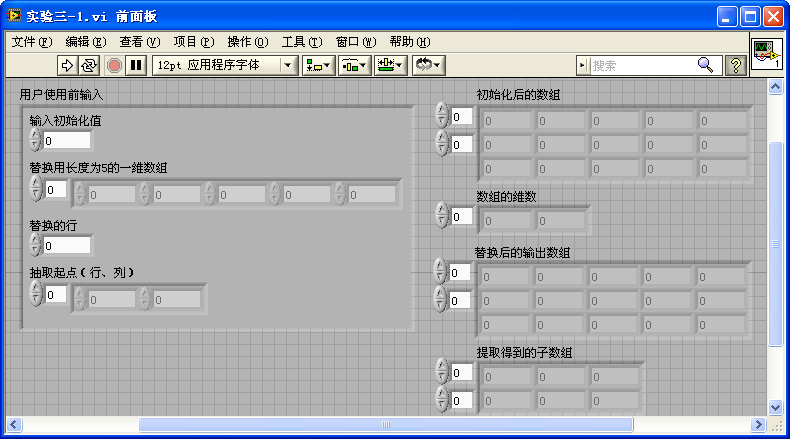 实验三-1.vi 前面板
文件(F) 编辑(E) 查看(V) 项目(P) 操作(O) 工具(T) 窗口(W) 帮助(H)
12pt 应用程序字体 搜索 ? 1
用户使用前输入
输入初始化值
0
替换用长度为5的一维数组
0 0 0 0 0 0
替换的行
0
抽取起点(行、列)
0 0 0
初始化后的数组
0 0 0 0 0 0
0 0 0 0 0 0
0 0 0 0 0
数组的维数
0 0 0
替换后的输出数组
0 0 0 0 0 0
0 0 0 0 0 0
0 0 0 0 0
提取得到的子数组
0 0 0 0
0 0 0 0